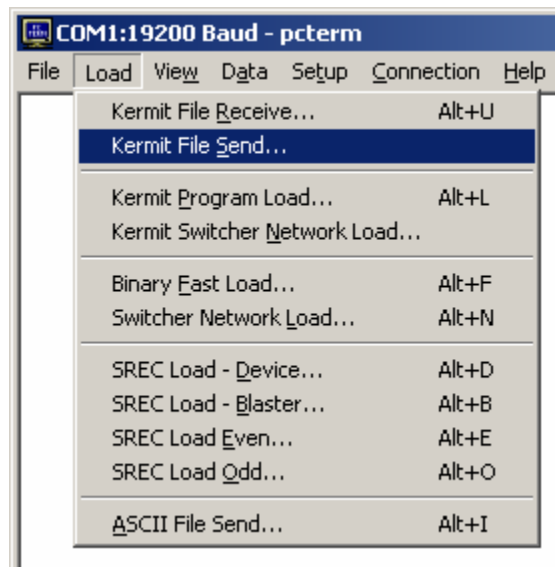 COM1:19200 Baud - pcterm
File Load View Data Setup Connection Help
Kermit File Receive... Alt+U
Kermit File Send...
Kermit Program Load... Alt+L
Kermit Switcher Network Load...
Binary Fast Load... Alt+F
Switcher Network Load... Alt+N
SREC Load - Device... Alt+D
SREC Load - Blaster... Alt+B
SREC Load Even... Alt+E
SREC Load Odd... Alt+O
ASCII File Send... Alt+I